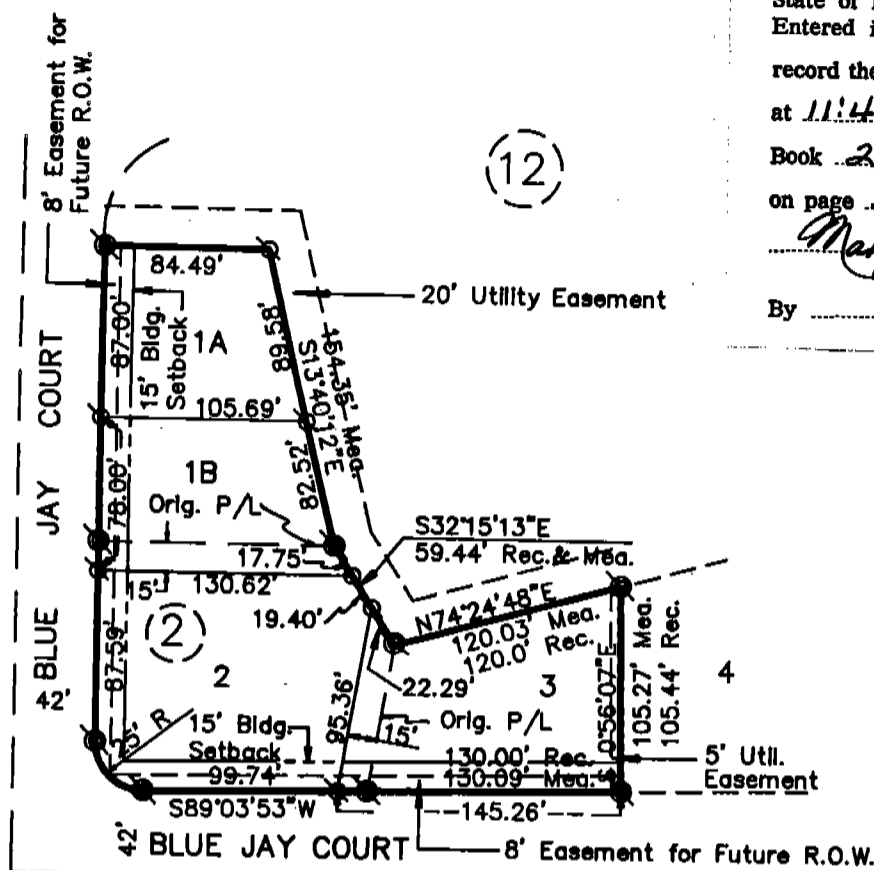 8' Easement for
Future R.O.W.
State of
Entered i
record the
at 11:4
Book 2
on page
Ma
By
12
84.49'
20' Utility Easement
87.00'
15' Bldg.
Setback
1A
89.58'
154.35' Mea.
S13°40'12"E
105.69'
BLUE JAY COURT
1B
82.52'
78.00'
Orig. P/L
S32°15'13"E
59.44' Rec.& Mea.
17.75'
15'
130.62'
19.40'
N74°24'48"E
120.03' Mea.
120.0' Rec.
2
87.59'
42'
2
22.29'
3
0°56'07"E
105.27' Mea.
105.44' Rec.
4
95.36'
Orig. P/L
15'
R
15' Bldg.
Setback
130.00' Rec.
130.09' Mea.
5' Util.
Easement
99.74'
S89°03'53"W
145.26'
42'
BLUE JAY COURT
8' Easement for Future R.O.W.